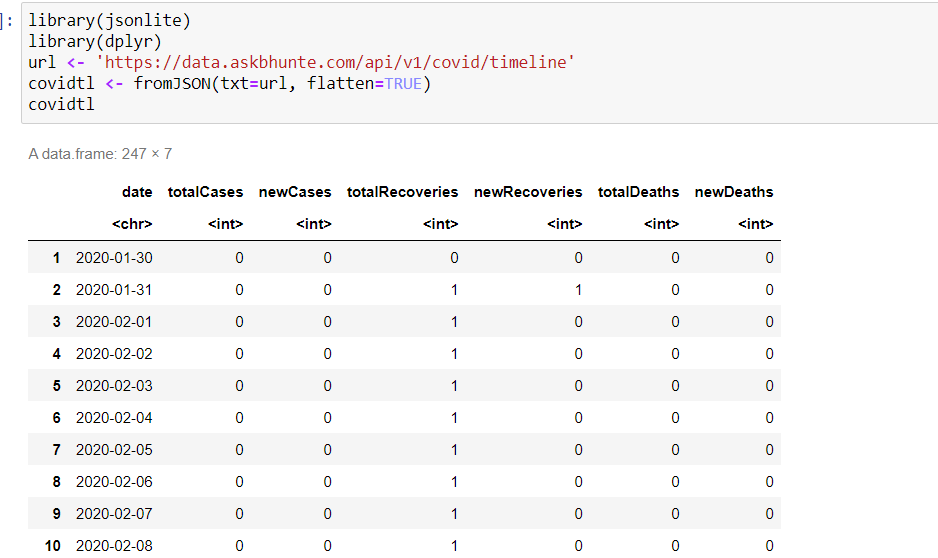 ]: library(jsonlite)
library(dplyr)
url <- 'https://data.askbhunte.com/api/v1/covid/timeline'
covidtl <- fromJSON(txt=url, flatten=TRUE)
covidtl
A data.frame: 247 × 7
date totalCases newCases totalRecoveries newRecoveries totalDeaths newDeaths
<chr> <int> <int> <int> <int> <int> <int>
1 2020-01-30 0 0 0 0 0 0
2 2020-01-31 0 0 1 1 0 0
3 2020-02-01 0 0 1 0 0 0
4 2020-02-02 0 0 1 0 0 0
5 2020-02-03 0 0 1 0 0 0
6 2020-02-04 0 0 1 0 0 0
7 2020-02-05 0 0 1 0 0 0
8 2020-02-06 0 0 1 0 0 0
9 2020-02-07 0 0 1 0 0 0
10 2020-02-08 0 0 1 0 0 0